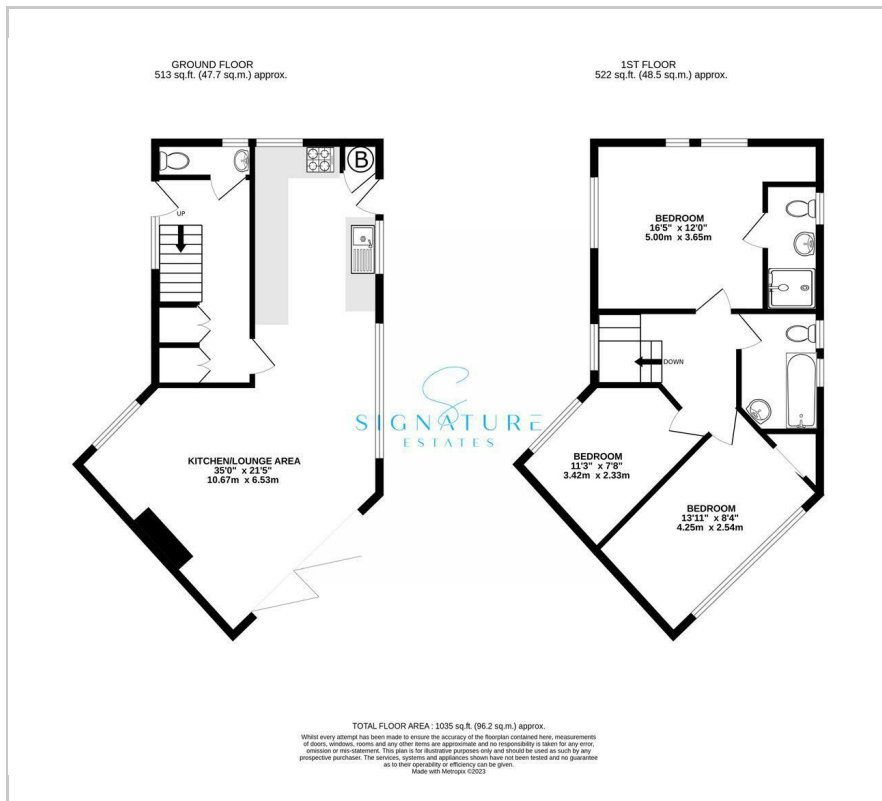 GROUND FLOOR
513 sq.ft. (47.7 sq.m.) approx.
1ST FLOOR
522 sq.ft. (48.5 sq.m.) approx.
B
UP
BEDROOM
16'5" x 12'0"
5.00m x 3.65m
DOWN
S
SIGNATURE
ESTATES
KITCHEN/LOUNGE AREA
35'0" x 21'5"
10.67m x 6.53m
BEDROOM
11'3" x 7'8"
3.42m x 2.33m
BEDROOM
13'11" x 8'4"
4.25m x 2.54m
TOTAL FLOOR AREA : 1035 sq.ft. (96.2 sq.m.) approx.
Whilst every attempt has been made to ensure the accuracy of the floorplan contained here, measurements
of doors, windows, rooms and any other items are approximate and no responsibility is taken for any error,
omission or mis-statement. This plan is for illustrative purposes only and should be used as such by any
prospective purchaser. The services, systems and appliances shown have not been tested and no guarantee
as to their operability or efficiency can be given.
Made with Metropix ©2023